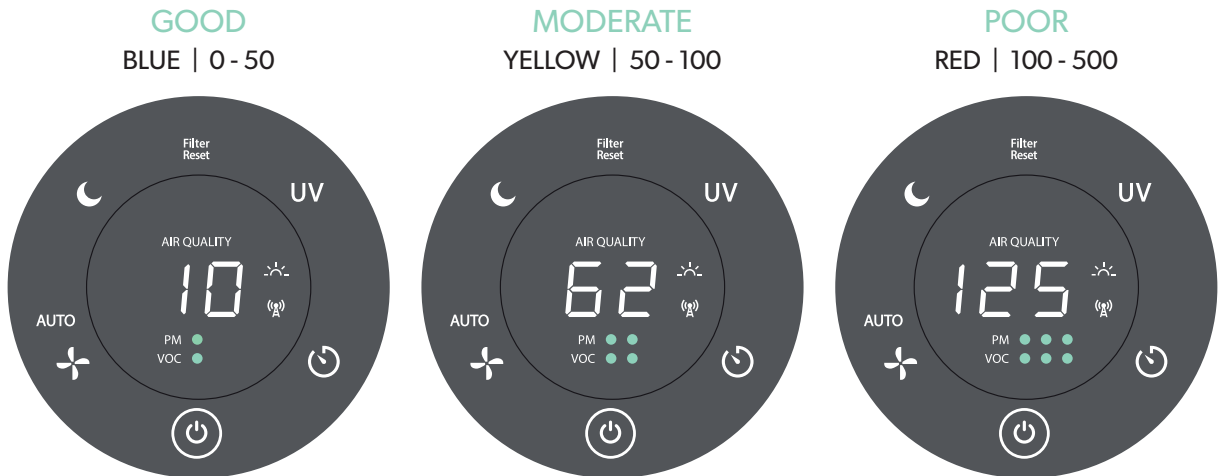 GOOD
BLUE | 0 - 50
Filter
Reset
UV
AIR QUALITY
10
AUTO
PM
VOC
MODERATE
YELLOW | 50 - 100
Filter
Reset
UV
AIR QUALITY
62
AUTO
PM
VOC
POOR
RED | 100 - 500
Filter
Reset
UV
AIR QUALITY
125
AUTO
PM
VOC